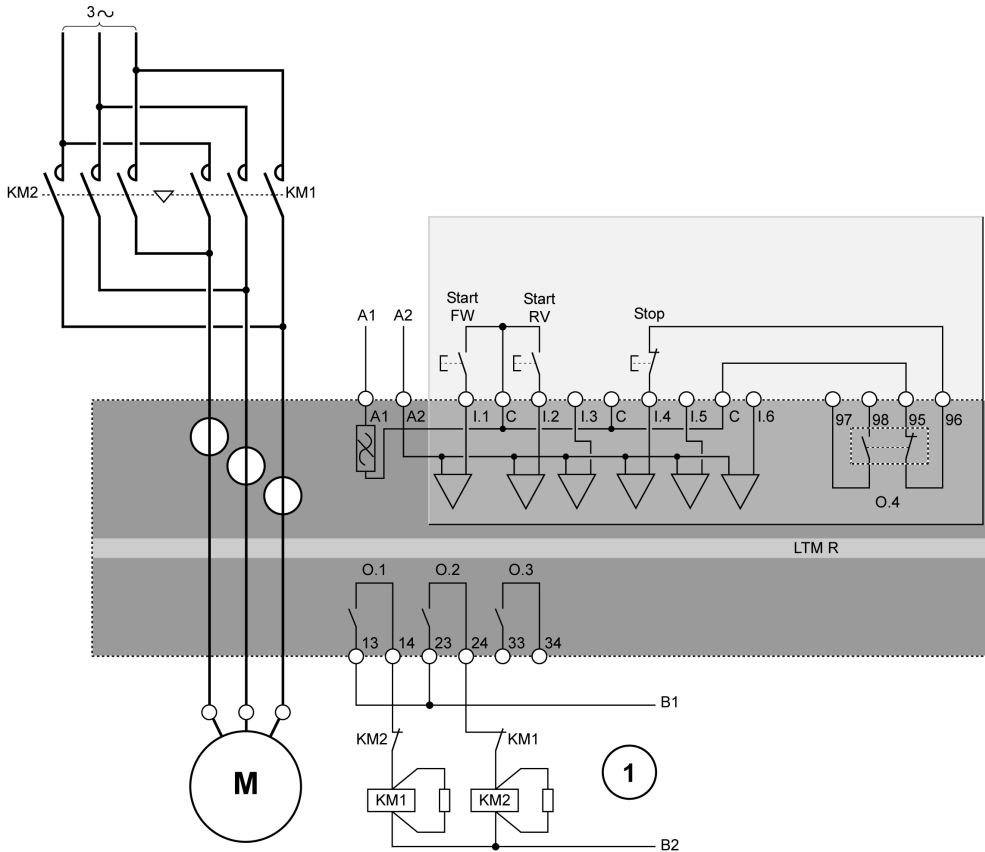 3~
KM2
KM1
Start
FW
Start
RV
Stop
A1
A2
A1
A2
I.1
C
I.2
I.3
C
I.4
I.5
C
I.6
97
98
95
96
O.4
LTM R
O.1
O.2
O.3
13
14
23
24
33
34
B1
KM2
KM1
1
M
KM1
KM2
B2